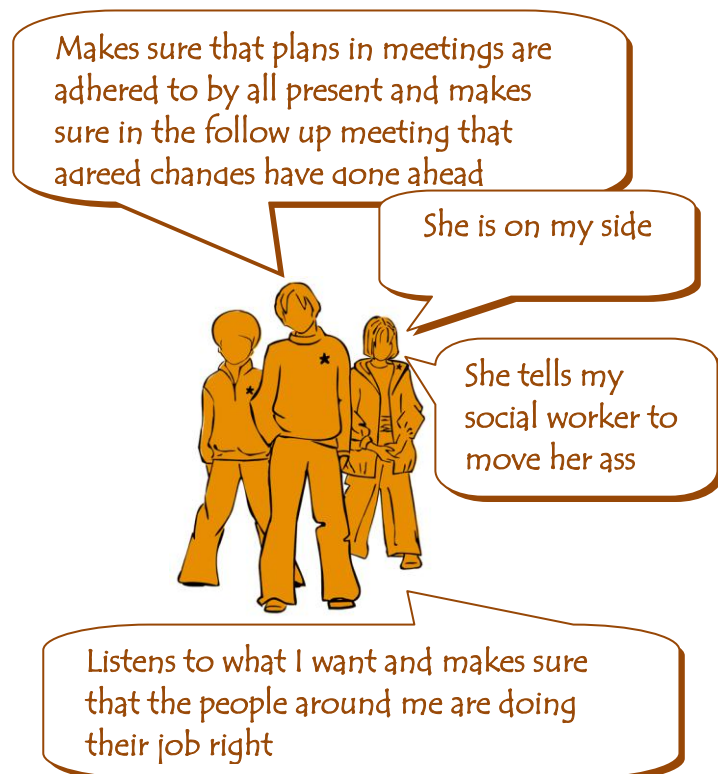 Makes sure that plans in meetings are
adhered to by all present and makes
sure in the follow up meeting that
agreed changes have gone ahead
She is on my side
She tells my
social worker to
move her ass
Listens to what I want and makes sure
that the people around me are doing
their job right